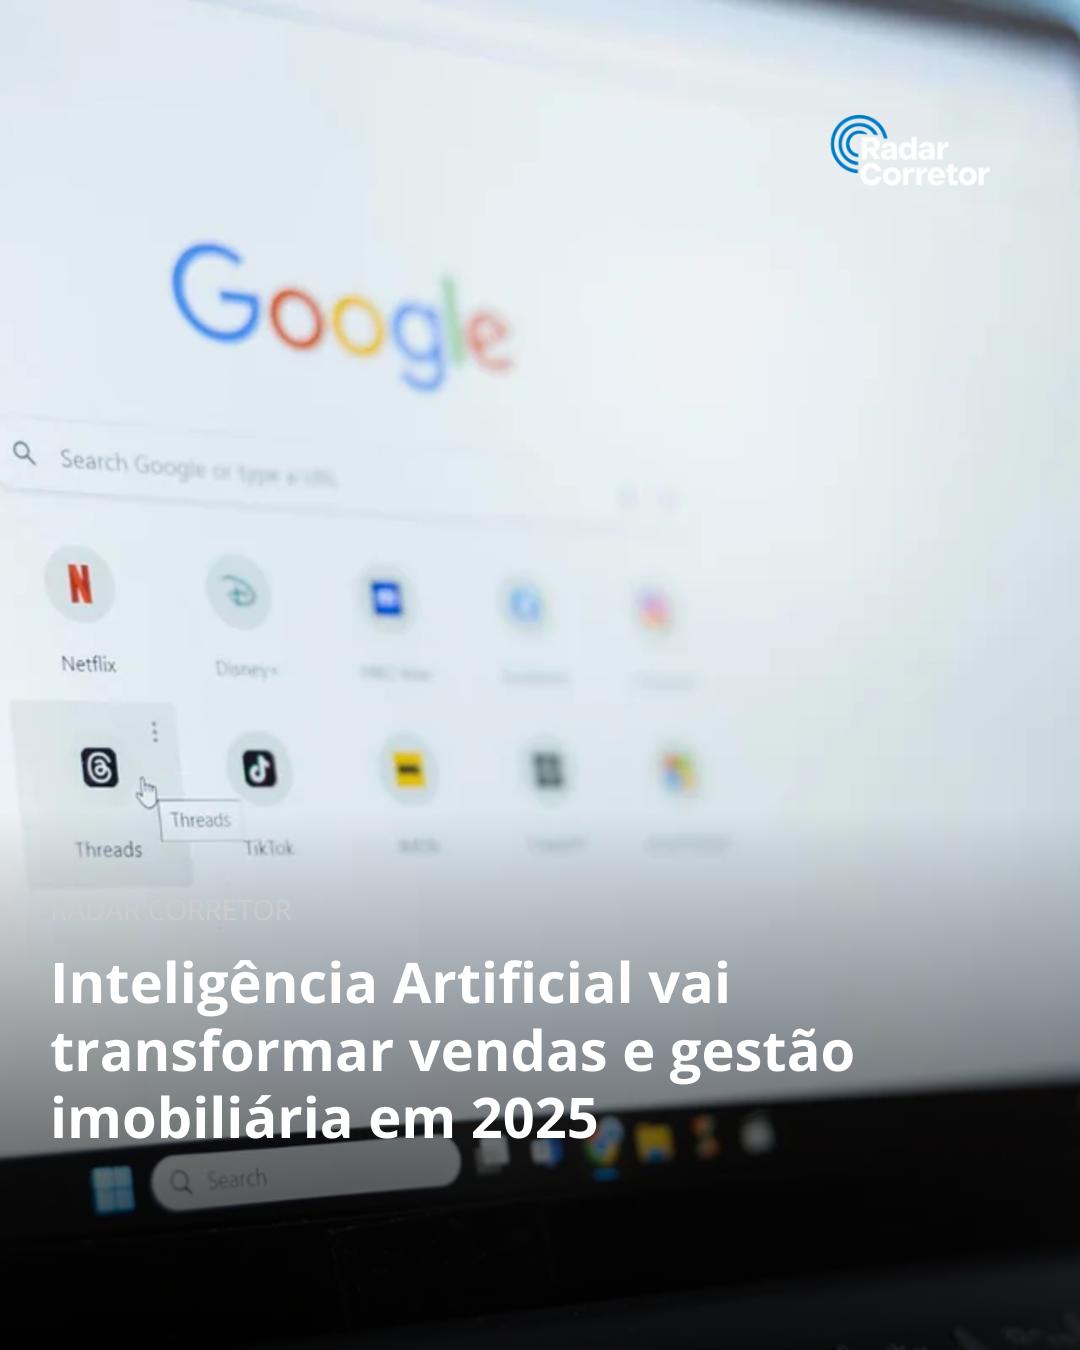 Radar
Corretor
Google
Search Google or type a URL
Netflix
Disney+
Threads
Threads
TikTok
RADAR CORRETOR
Inteligência Artificial vai
transformar vendas e gestão
imobiliária em 2025
Search